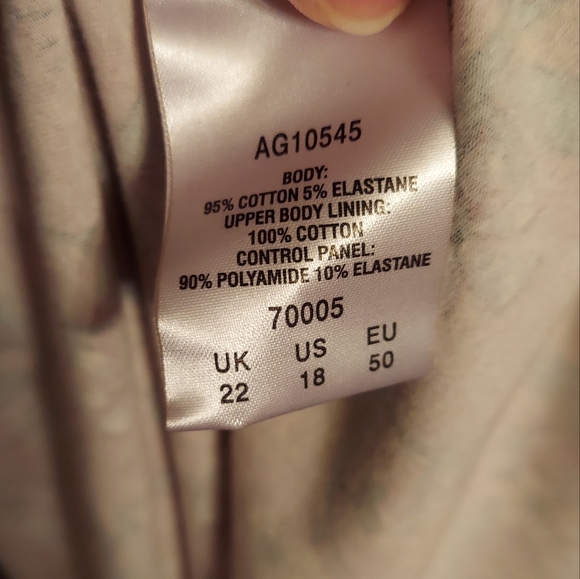 AG10545
BODY:
95% COTTON 5% ELASTANE
UPPER BODY LINING:
100% COTTON
CONTROL PANEL:
90% POLYAMIDE 10% ELASTANE
70005
UK US EU
22 18 50